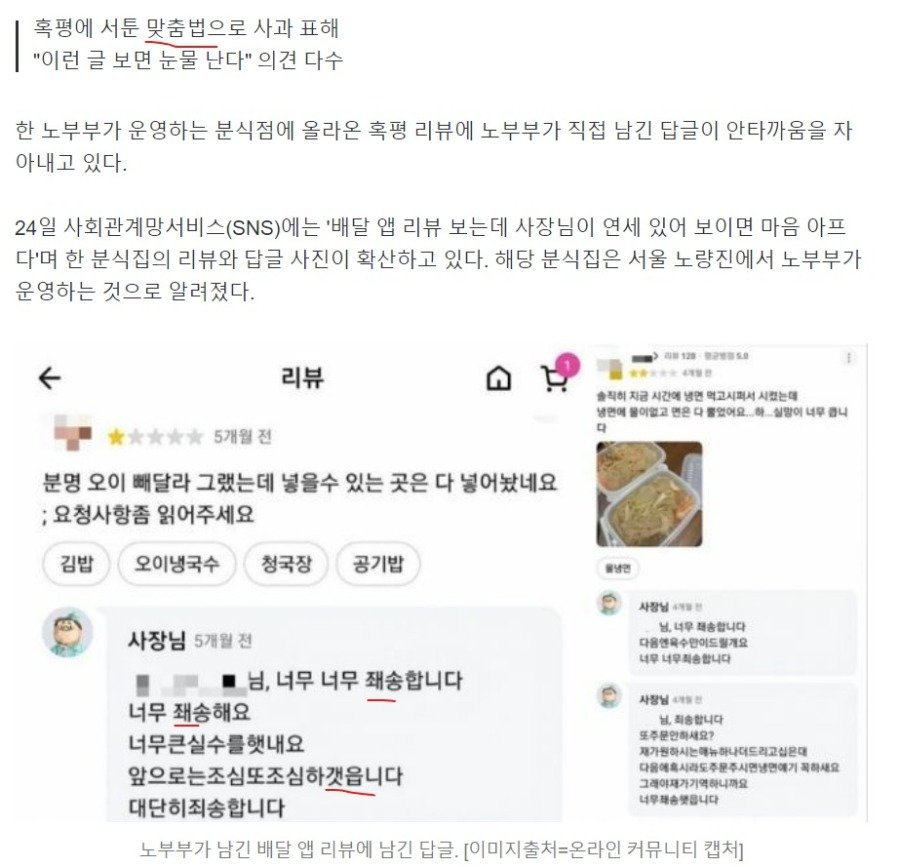 혹평에 서툰 맞춤법으로 사과 표해
"이런 글 보면 눈물 난다" 의견 다수
한 노부부가 운영하는 분식점에 올라온 혹평 리뷰에 노부부가 직접 남긴 답글이 안타까움을 자
아내고 있다.
24일 사회관계망서비스(SNS)에는 '배달 앱 리뷰 보는데 사장님이 연세 있어 보이면 마음 아프
다'며 한 분식집의 리뷰와 답글 사진이 확산하고 있다. 해당 분식집은 서울 노량진에서 노부부가
운영하는 것으로 알려졌다.
리뷰
1
5개월 전
분명 오이 빼달라 그랬는데 넣을수 있는 곳은 다 넣어놨네요
; 요청사항좀 읽어주세요
김밥 오이냉국수 청국장 공기밥
사장님 5개월 전
님, 너무 너무 좨송합니다
너무 좨송해요
너무큰실수를햇내요
앞으로는조심또조심하갯읍니다
대단히죄송합니다
리뷰 128 · 평균별점 5.0
4개월 전
솔직히 지금 시간에 냉면 먹고시퍼서 시켰는데
냉면에 물이없고 면은 다 뿔었어요...하...실망이 너무 큽니
다
물냉면
사장님 4개월 전
님, 너무 좨송합니다
다음앤육수만이드릴개요
너무 너무죄송합니다
사장님 4개월 전
님, 죄송합니다
또주문안하세요?
재가원하시는매뉴하나더드리고십은데
다음에혹시라도주문주시면냉면얘기 꼭하세요
그래야재가기역하니까요
너무좨송햇읍니다
노부부가 남긴 배달 앱 리뷰에 남긴 답글. [이미지출처=온라인 커뮤니티 캡처]